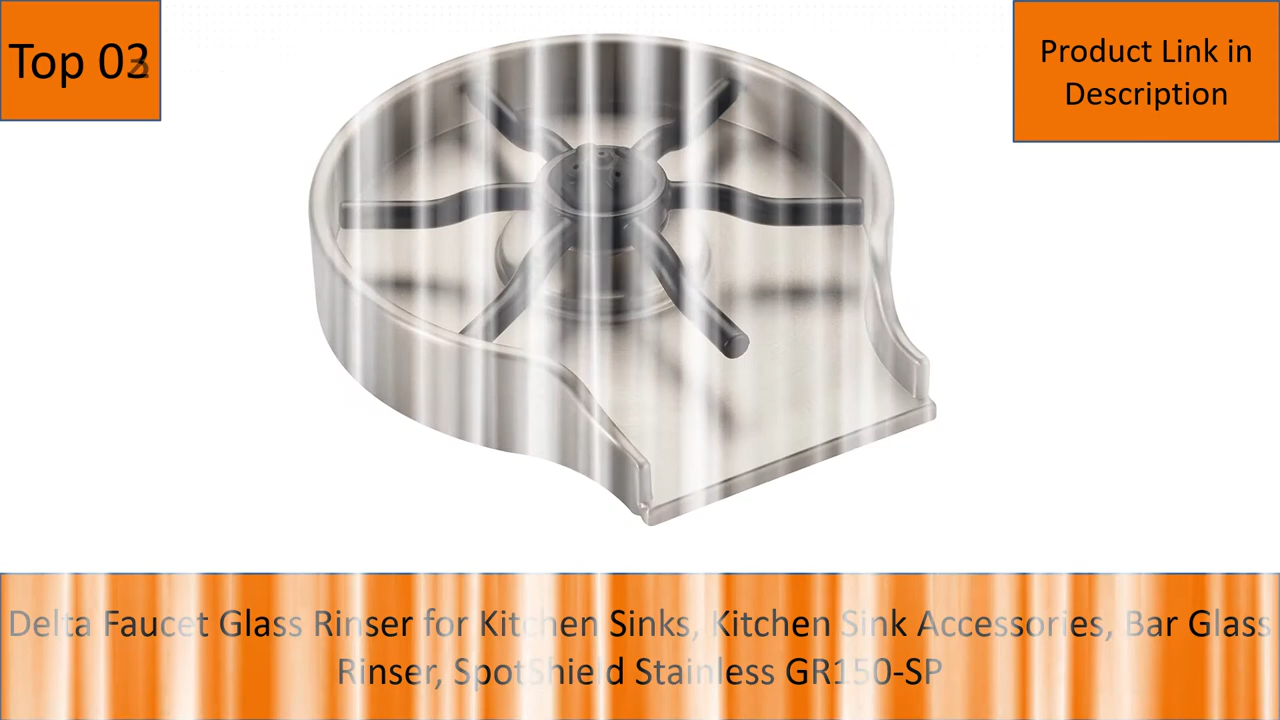 Top 03
Product Link in
Description
Delta Faucet Glass Rinser for Kitchen Sinks, Kitchen Sink Accessories, Bar Glass
Rinser, SpotShield Stainless GR150-SP